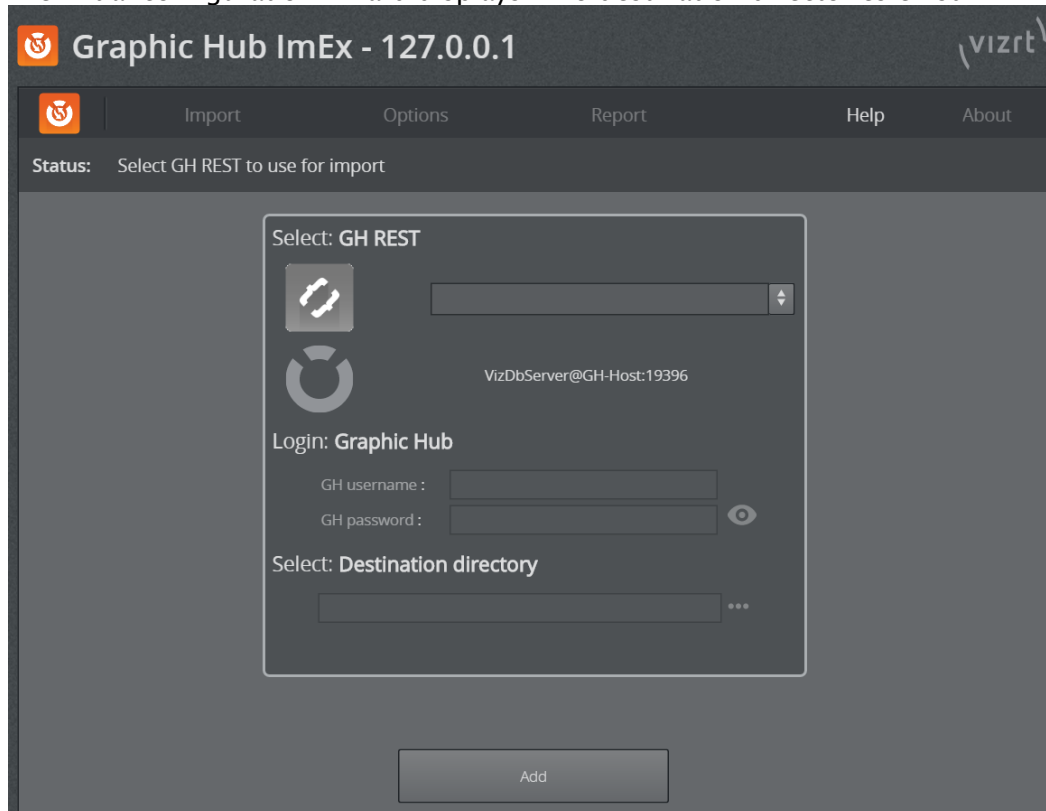 Graphic Hub ImEx - 127.0.0.1
vizrt
Import Options Report Help About
Status: Select GH REST to use for import
Select: GH REST
VizDbServer@GH-Host:19396
Login: Graphic Hub
GH username :
GH password :
Select: Destination directory
Add